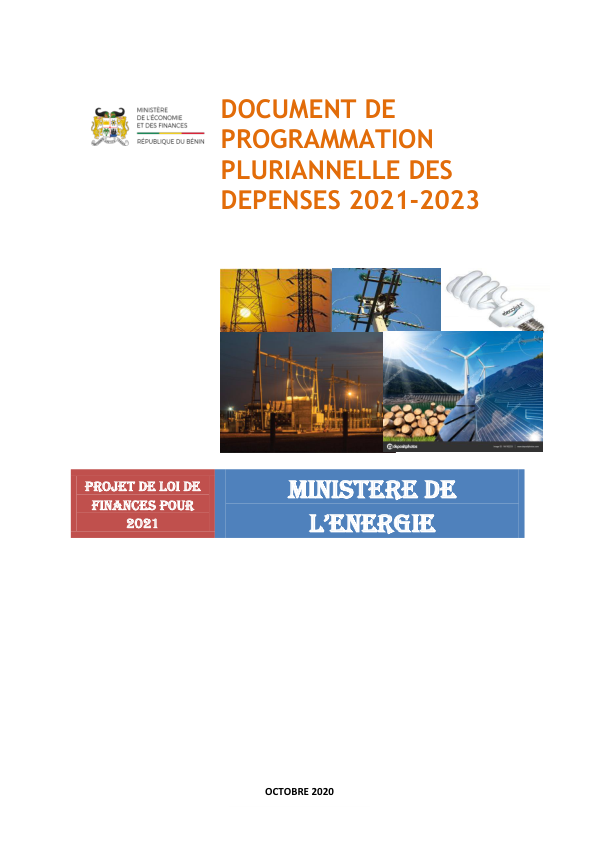 MINISTÈRE
DE L'ÉCONOMIE
ET DES FINANCES
RÉPUBLIQUE DU BÉNIN
DOCUMENT DE
PROGRAMMATION
PLURIANNELLE DES
DEPENSES 2021-2023
depositphotos
PROJET DE LOI DE
FINANCES POUR
2021
MINISTERE DE
L'ENERGIE
OCTOBRE 2020